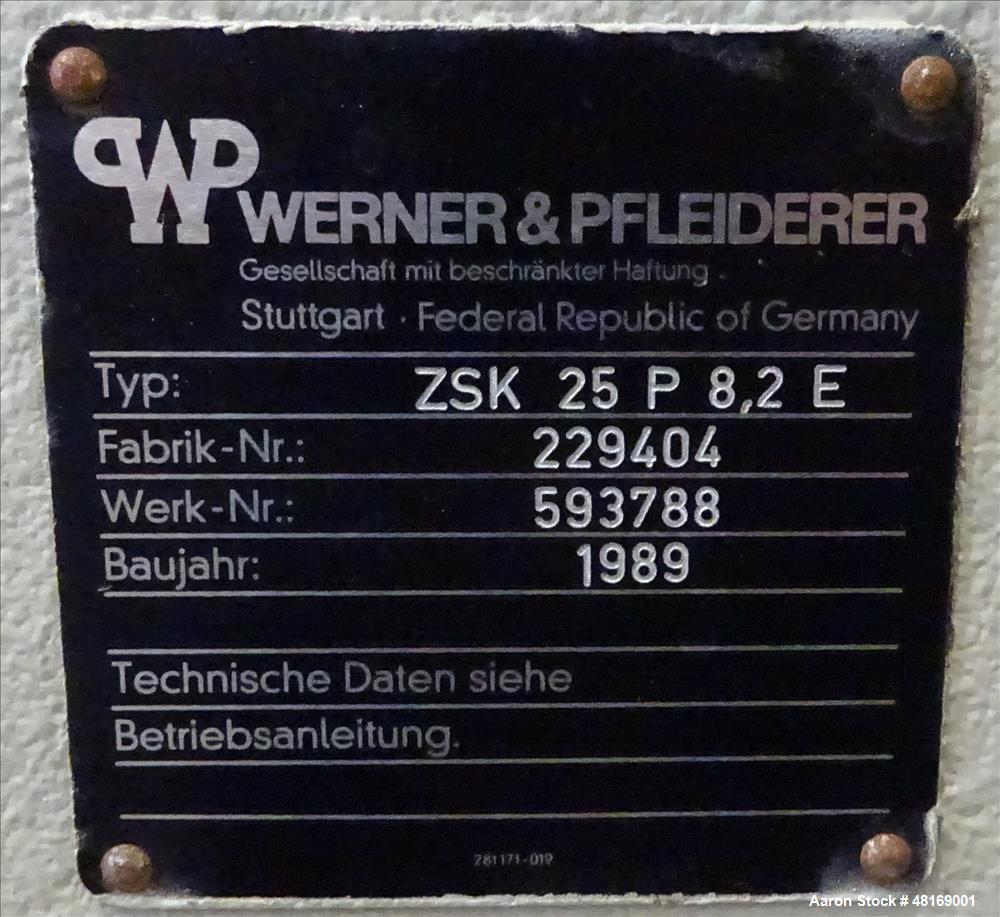 WP WERNER & PFLEIDERER
Gesellschaft mit beschränkter Haftung
Stuttgart · Federal Republic of Germany
Typ: ZSK 25 P 8,2 E
Fabrik-Nr.: 229404
Werk-Nr.: 593788
Baujahr: 1989
Technische Daten siehe
Betriebsanleitung.
281171-019
Aaron Stock # 48169001